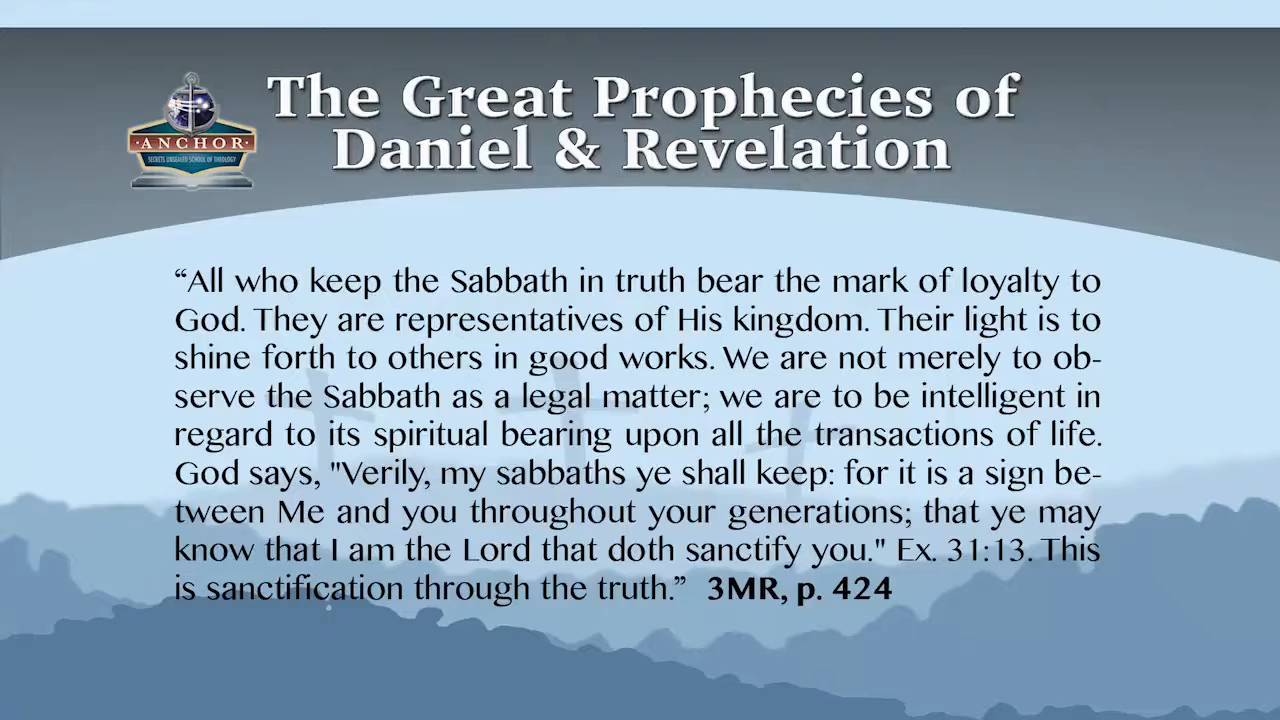 The Great Prophecies of
Daniel & Revelation
·ANCHOR·
SECRETS UNSEALED SCHOOL OF THEOLOGY
“All who keep the Sabbath in truth bear the mark of loyalty to
God. They are representatives of His kingdom. Their light is to
shine forth to others in good works. We are not merely to ob-
serve the Sabbath as a legal matter; we are to be intelligent in
regard to its spiritual bearing upon all the transactions of life.
God says, "Verily, my sabbaths ye shall keep: for it is a sign be-
tween Me and you throughout your generations; that ye may
know that I am the Lord that doth sanctify you." Ex. 31:13. This
is sanctification through the truth.” 3MR, p. 424